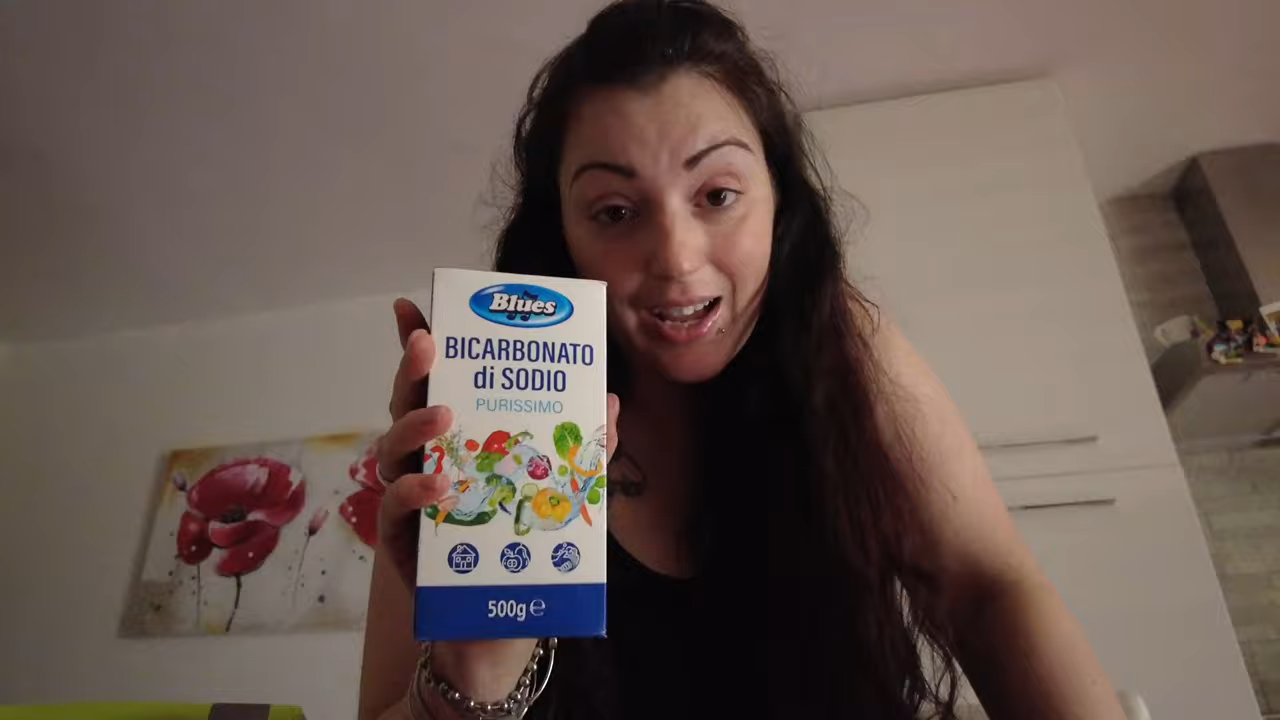 Blues
BICARBONATO
di SODIO
PURISSIMO
500g ℮